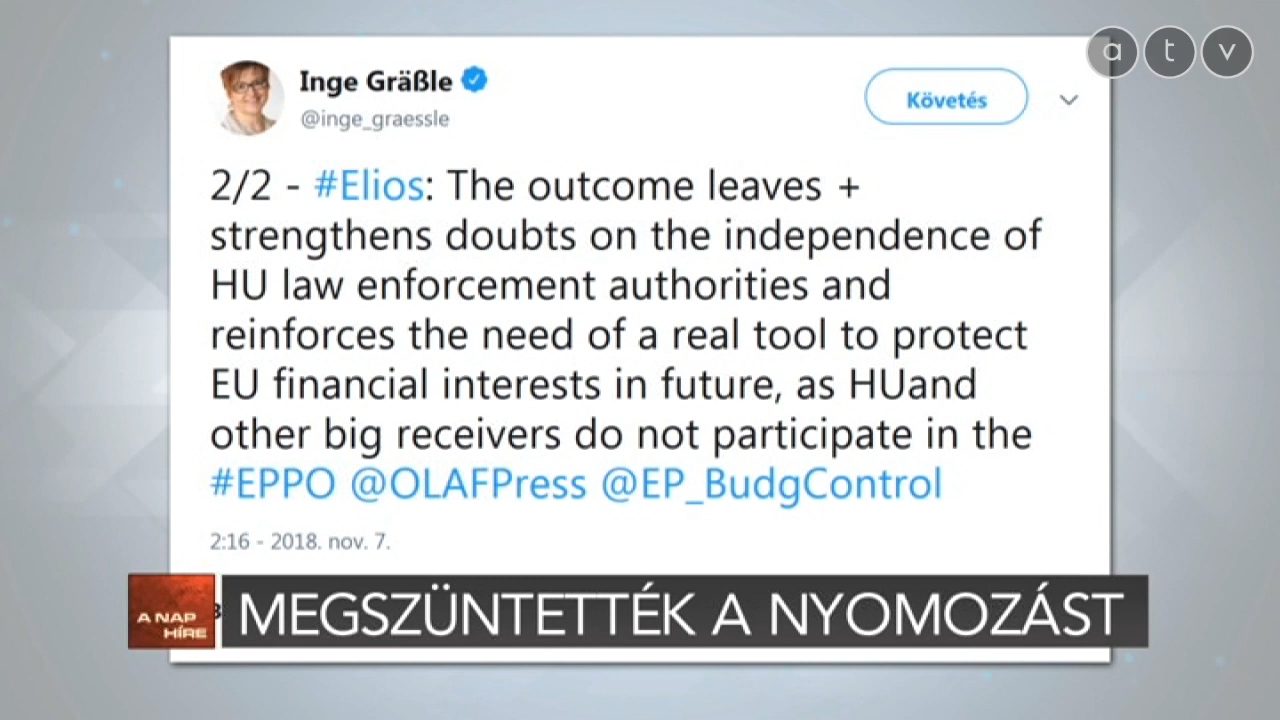 a t v
Inge Gräßle
@inge_graessle
Követés
2/2 - #Elios: The outcome leaves +
strengthens doubts on the independence of
HU law enforcement authorities and
reinforces the need of a real tool to protect
EU financial interests in future, as HUand
other big receivers do not participate in the
#EPPO @OLAFPress @EP_BudgControl
2:16 - 2018. nov. 7.
A NAP
HÍRE
MEGSZÜNTETTÉK A NYOMOZÁST